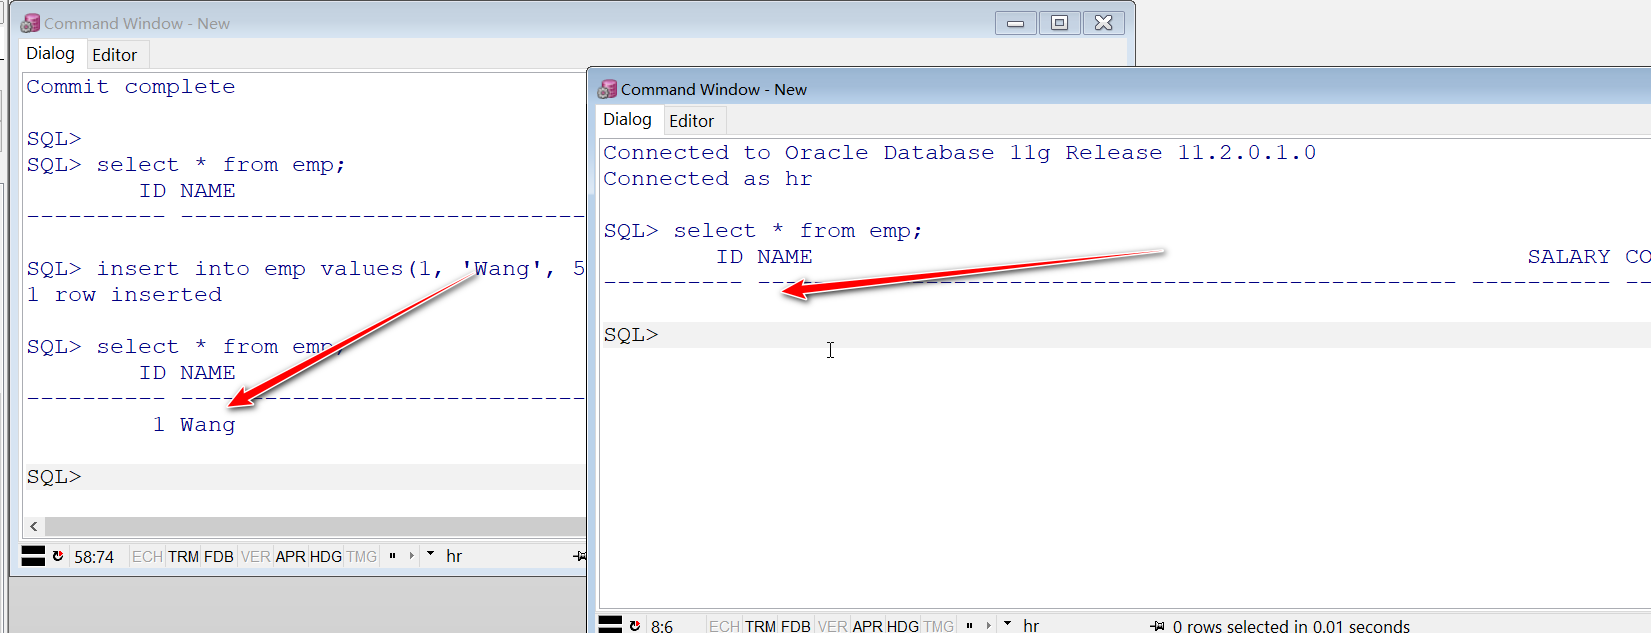 Command Window - New
Dialog Editor
Commit complete
SQL>
SQL> select * from emp;
ID NAME
---------- -----------------------------
SQL> insert into emp values(1, 'Wang', 5
1 row inserted
SQL> select * from emp;
ID NAME
---------- -----------------------------
1 Wang
SQL>
58:74 ECH TRM FDB VER APR HDG TMG hr
Command Window - New
Dialog Editor
Connected to Oracle Database 11g Release 11.2.0.1.0
Connected as hr
SQL> select * from emp;
ID NAME SALARY CO
---------- -------------------------------------------------- ---------- --
SQL>
8:6 ECH TRM FDB VER APR HDG TMG hr 0 rows selected in 0.01 seconds